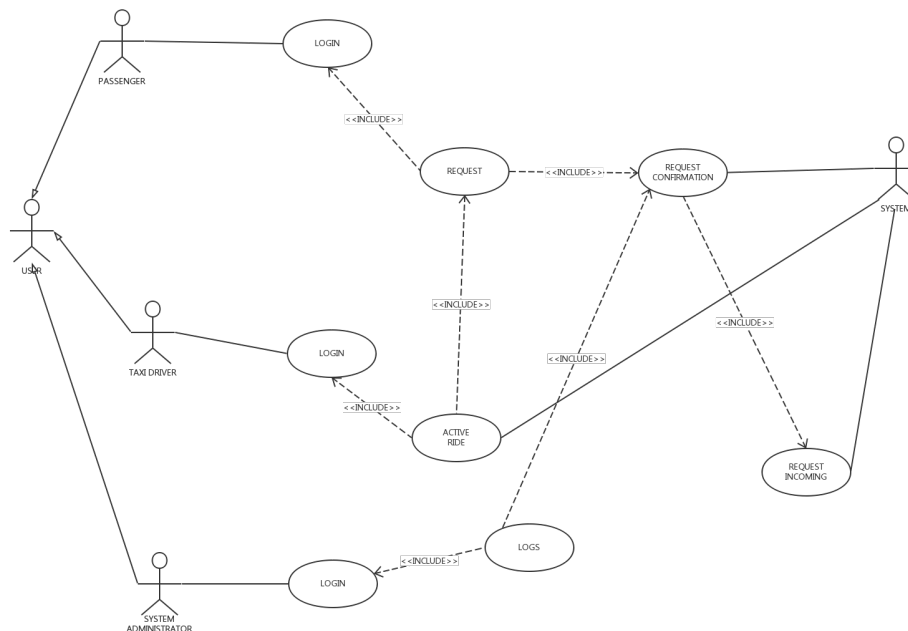 LOGIN
PASSENGER
<<INCLUDE>>
REQUEST
<<INCLUDE>>
REQUEST
CONFIRMATION
SYSTEM
USER
<<INCLUDE>>
<<INCLUDE>>
LOGIN
<<INCLUDE>>
TAXI DRIVER
<<INCLUDE>>
ACTIVE
RIDE
REQUEST
INCOMING
LOGS
<<INCLUDE>>
LOGIN
SYSTEM
ADMINISTRATOR